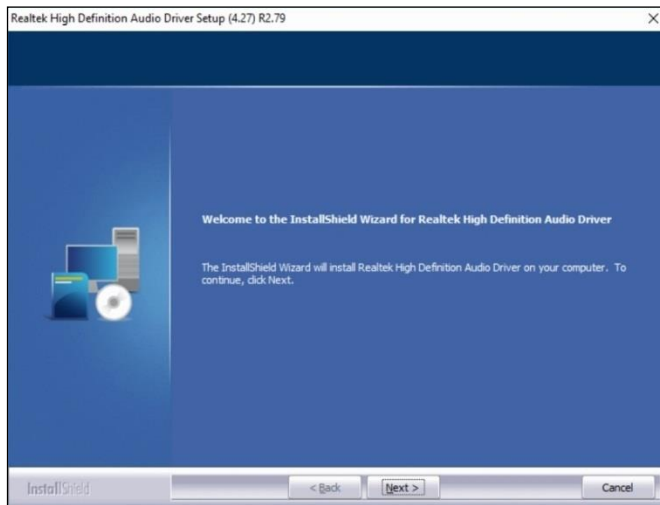 Realtek High Definition Audio Driver Setup (4.27) R2.79
Welcome to the InstallShield Wizard for Realtek High Definition Audio Driver
The InstallShield Wizard will install Realtek High Definition Audio Driver on your computer. To
continue, click Next.
InstallShield
< Back
Next >
Cancel